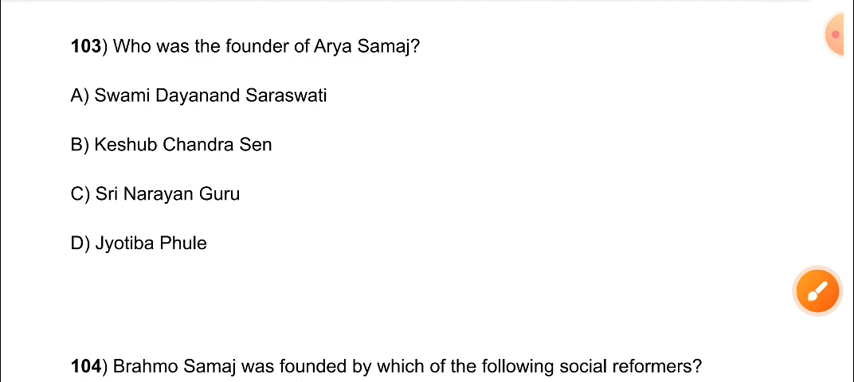 103) Who was the founder of Arya Samaj?
A) Swami Dayanand Saraswati
B) Keshub Chandra Sen
C) Sri Narayan Guru
D) Jyotiba Phule
104) Brahmo Samaj was founded by which of the following social reformers?